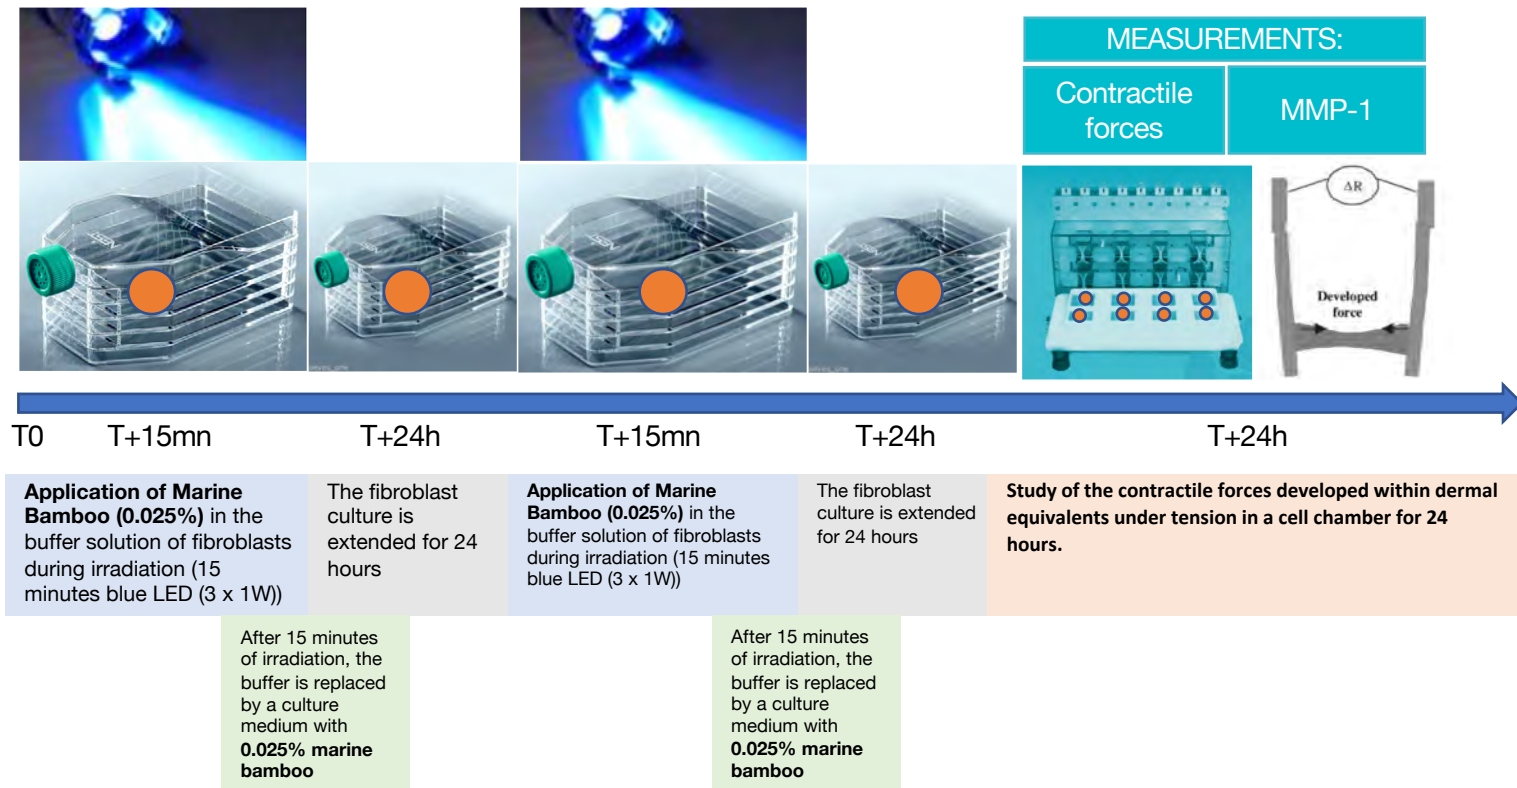 MEASUREMENTS:
Contractile
forces
MMP-1
ΔR
Developed
force
T0
T+15mn
T+24h
T+15mn
T+24h
T+24h
Application of Marine
Bamboo (0.025%) in the
buffer solution of fibroblasts
during irradiation (15
minutes blue LED (3 x 1W))
The fibroblast
culture is
extended for 24
hours
Application of Marine
Bamboo (0.025%) in the
buffer solution of fibroblasts
during irradiation (15 minutes
blue LED (3 x 1W))
The fibroblast
culture is extended
for 24 hours
Study of the contractile forces developed within dermal
equivalents under tension in a cell chamber for 24
hours.
After 15 minutes
of irradiation, the
buffer is replaced
by a culture
medium with
0.025% marine
bamboo
After 15 minutes
of irradiation, the
buffer is replaced
by a culture
medium with
0.025% marine
bamboo